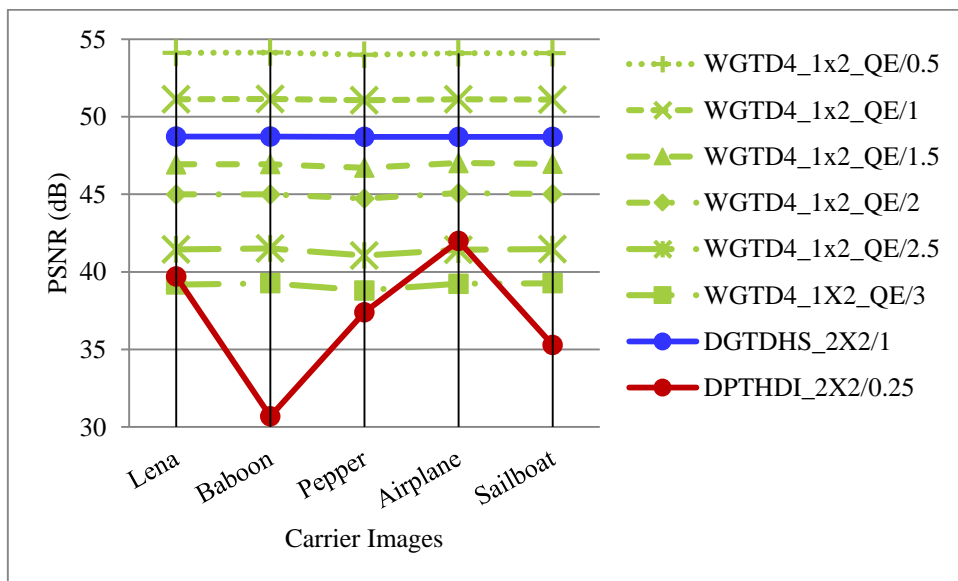 55
50
45
40
35
30
PSNR (dB)
Lena
Baboon
Pepper
Airplane
Sailboat
Carrier Images
WGTD4_1x2_QE/0.5
WGTD4_1x2_QE/1
WGTD4_1x2_QE/1.5
WGTD4_1x2_QE/2
WGTD4_1x2_QE/2.5
WGTD4_1X2_QE/3
DGTDHS_2X2/1
DPTHDI_2X2/0.25